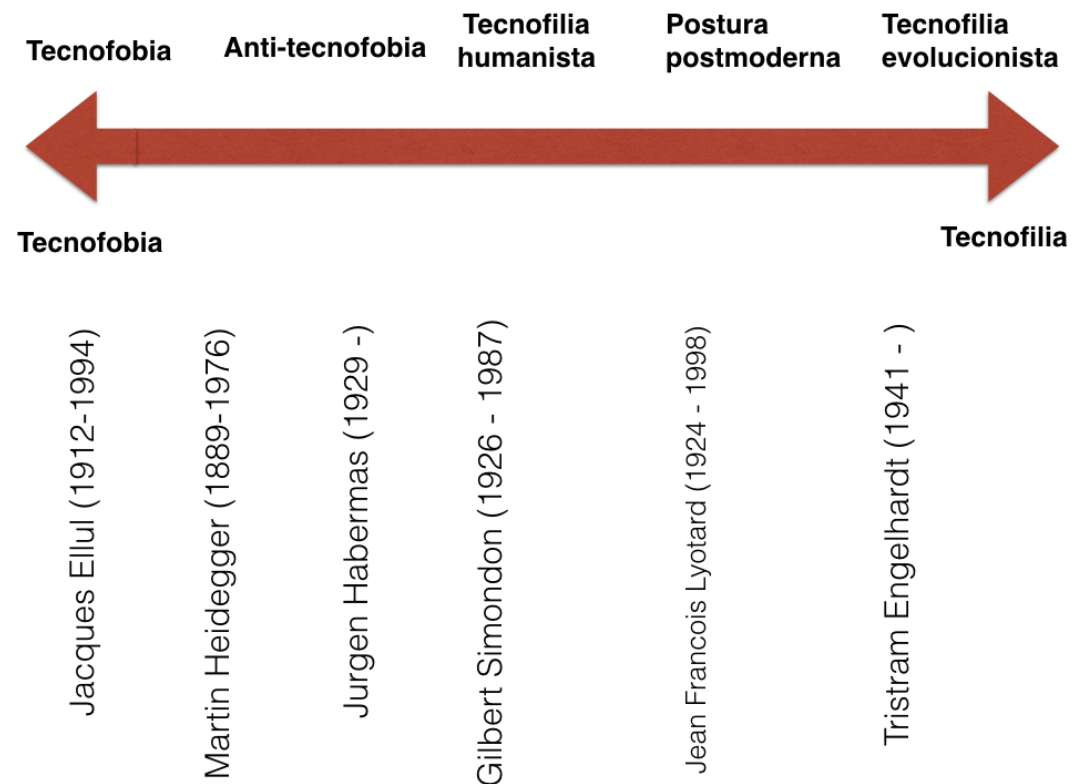 Tecnofobia
Anti-tecnofobia
Tecnofilia
humanista
Postura
postmoderna
Tecnofilia
evolucionista
Tecnofobia
Tecnofilia
Jacques Ellul (1912-1994)
Martin Heidegger (1889-1976)
Jurgen Habermas (1929 -)
Gilbert Simondon (1926 - 1987)
Jean Francois Lyotard (1924 - 1998)
Tristram Engelhardt (1941 - )